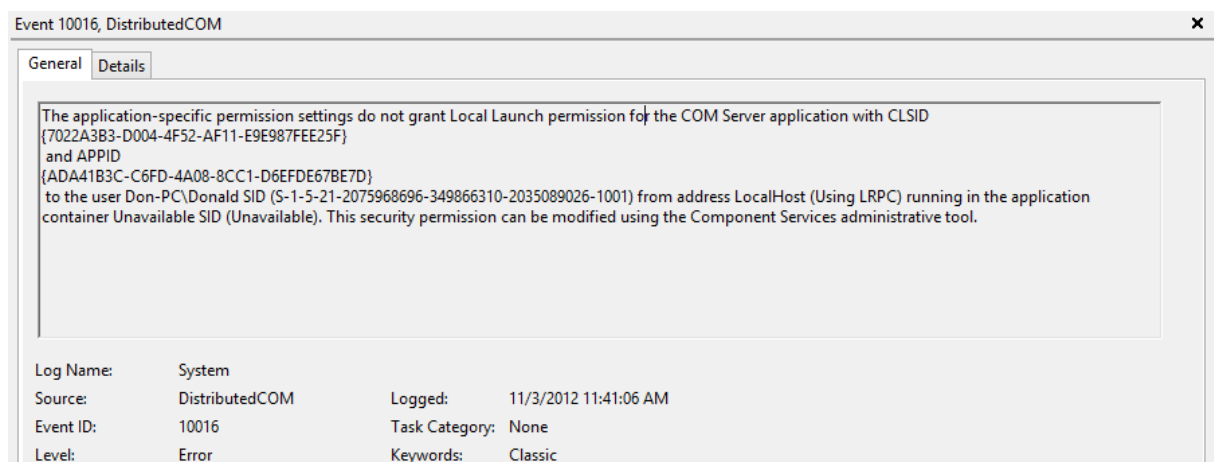 Event 10016, DistributedCOM
General Details
The application-specific permission settings do not grant Local Launch permission for the COM Server application with CLSID
{7022A3B3-D004-4F52-AF11-E9E987FEE25F}
and APPID
{ADA41B3C-C6FD-4A08-8CC1-D6EFDE67BE7D}
to the user Don-PC\Donald SID (S-1-5-21-2075968696-349866310-2035089026-1001) from address LocalHost (Using LRPC) running in the application
container Unavailable SID (Unavailable). This security permission can be modified using the Component Services administrative tool.
Log Name: System
Source: DistributedCOM Logged: 11/3/2012 11:41:06 AM
Event ID: 10016 Task Category: None
Level: Error Keywords: Classic